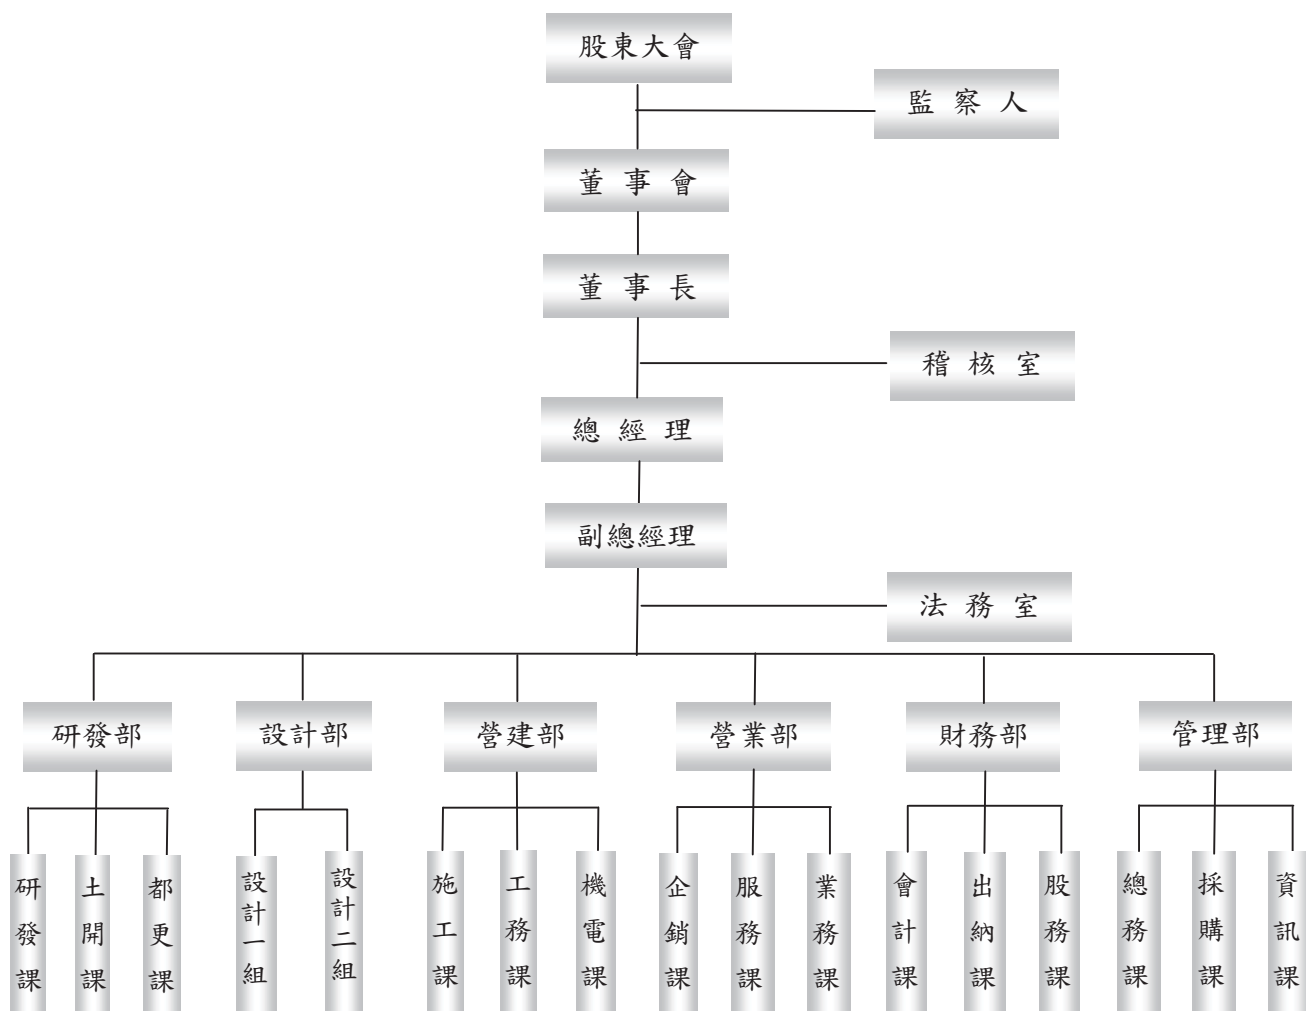 股東大會
監察人
董事會
董事長
稽核室
總經理
副總經理
法務室
研發部
設計部
營建部
營業部
財務部
管理部
研發課
土開課
都更課
設計一組
設計二組
施工課
工務課
機電課
企銷課
服務課
業務課
會計課
出納課
股務課
總務課
採購課
資訊課